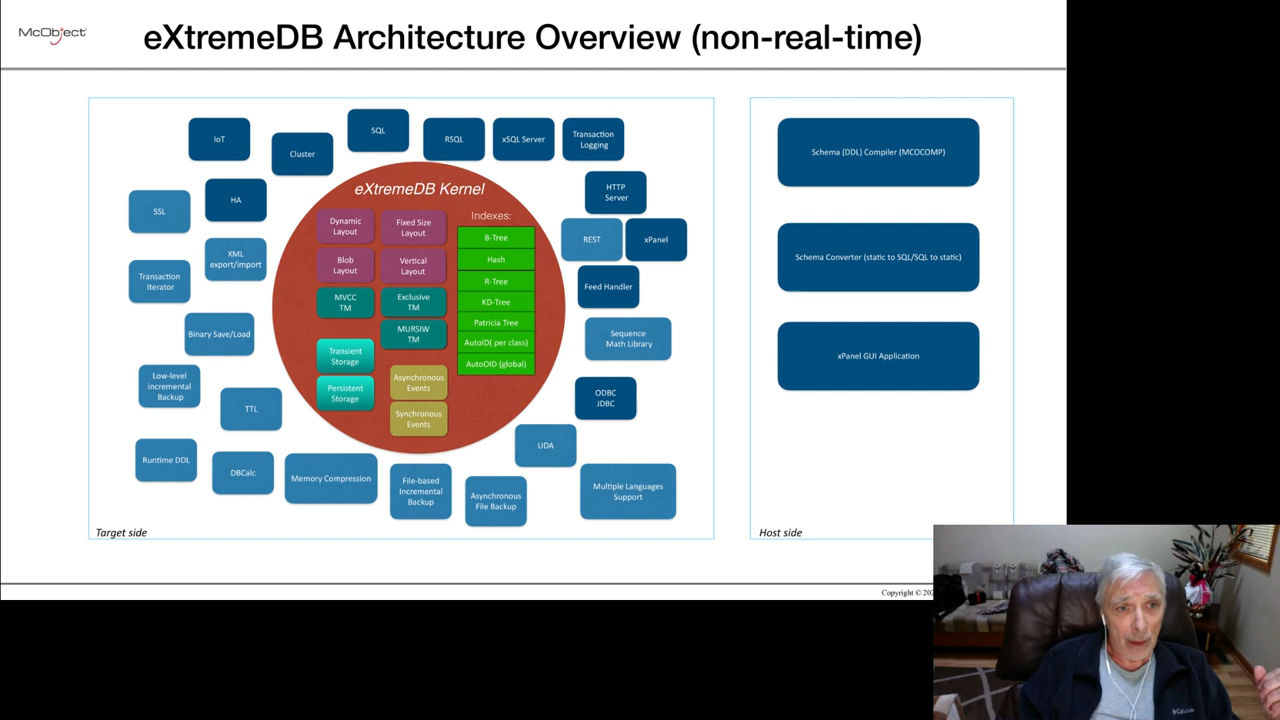 McObject
eXtremeDB Architecture Overview (non-real-time)
IoT
Cluster
SQL
RSQL
xSQL Server
Transaction
Logging
SSL
HA
HTTP
Server
XML
export/import
REST
xPanel
Transaction
Iterator
Feed Handler
Binary Save/Load
Sequence
Math Library
Low-level
incremental
Backup
TTL
ODBC
JDBC
Runtime DDL
DBCalc
Memory Compression
File-based
Incremental
Backup
Asynchronous
File Backup
UDA
Multiple Languages
Support
eXtremeDB Kernel
Dynamic
Layout
Fixed Size
Layout
Blob
Layout
Vertical
Layout
MVCC
TM
Exclusive
TM
MURSIW
TM
Transient
Storage
Persistent
Storage
Asynchronous
Events
Synchronous
Events
Indexes:
B-Tree
Hash
R-Tree
KD-Tree
Patricia Tree
AutoID( per class)
AutoOID (global)
Target side
Schema (DDL) Compiler (MCOCOMP)
Schema Converter (static to SQL/SQL to static)
xPanel GUI Application
Host side
Copyright ©